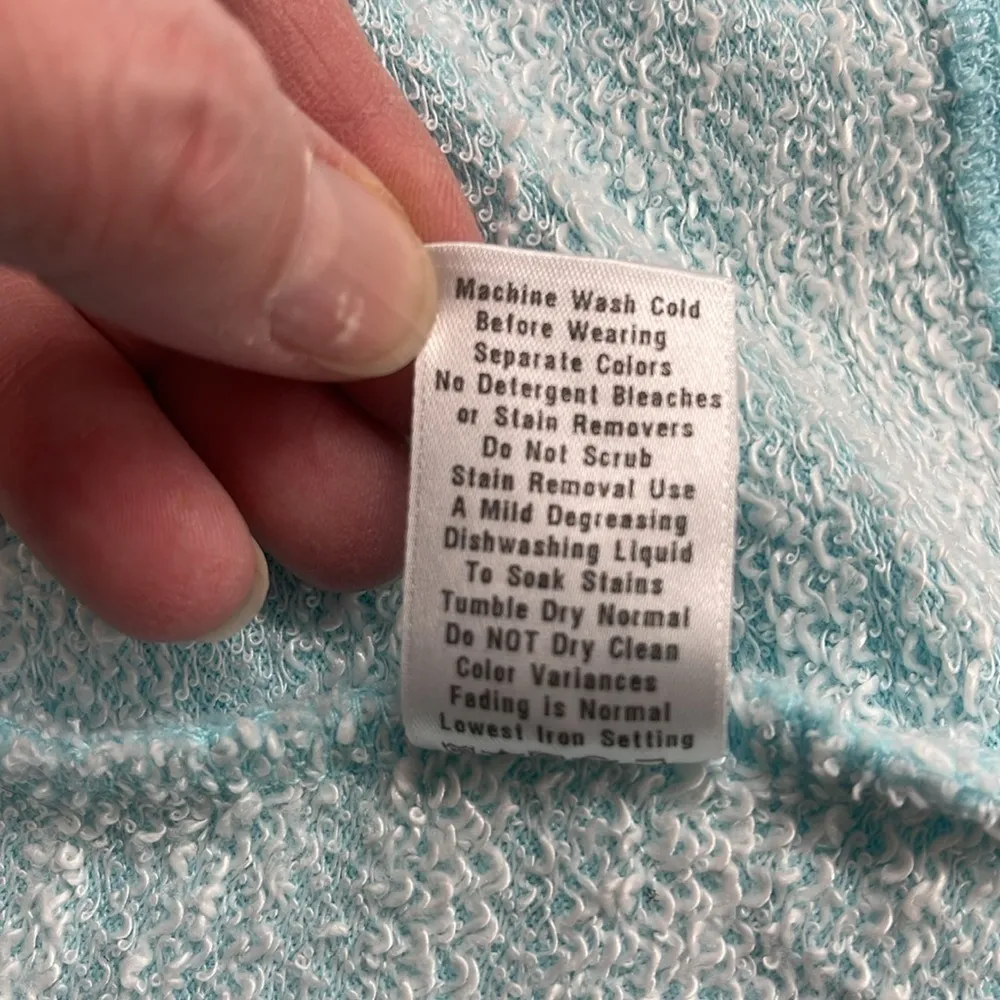 Machine Wash Cold
Before Wearing
Separate Colors
No Detergent Bleaches
or Stain Removers
Do Not Scrub
Stain Removal Use
A Mild Degreasing
Dishwashing Liquid
To Soak Stains
Tumble Dry Normal
Do NOT Dry Clean
Color Variances
Fading is Normal
Lowest Iron Setting